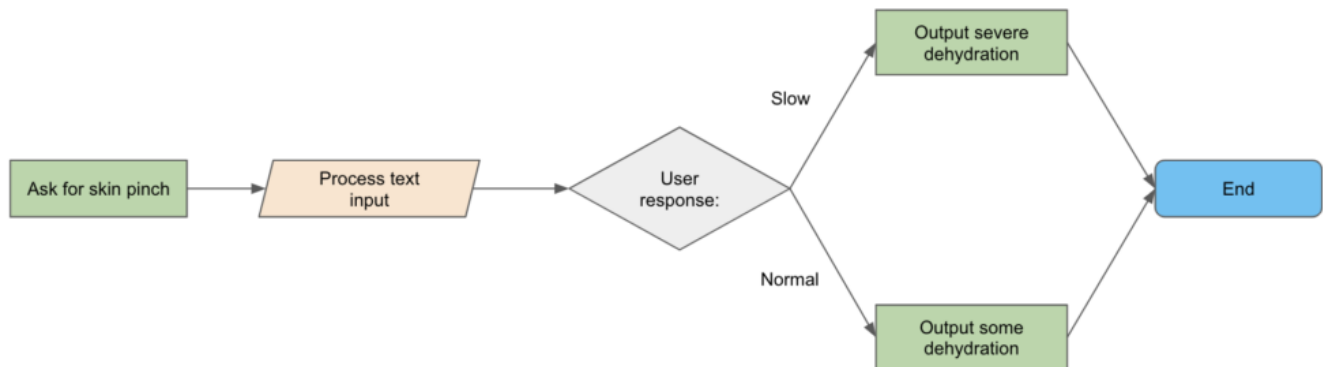 Ask for skin pinch
Process text
input
User
response:
Slow
Output severe
dehydration
Normal
Output some
dehydration
End